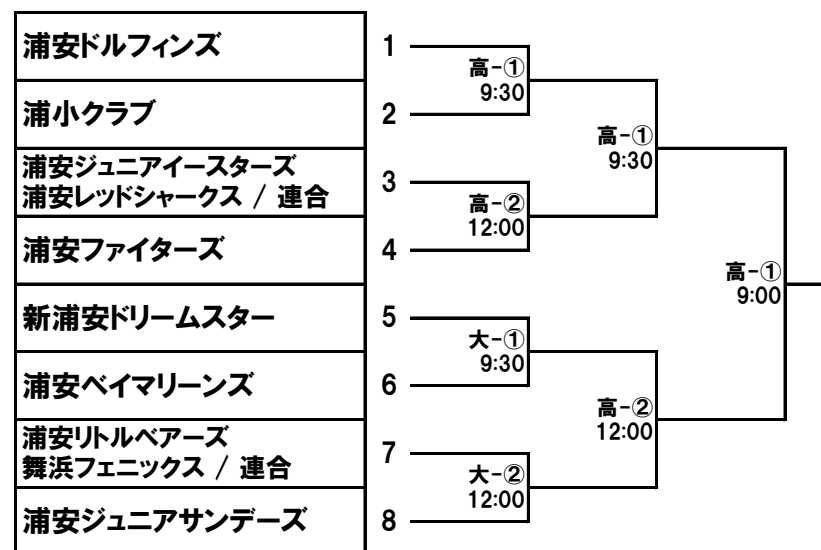 浦安ドルフィンズ
1
高-①
9:30
浦小クラブ
2
高-①
9:30
浦安ジュニアイースターズ
浦安レッドシャークス / 連合
3
高-②
12:00
浦安ファイターズ
4
高-①
9:00
新浦安ドリームスター
5
大-①
9:30
浦安ベイマリーンズ
6
高-②
12:00
浦安リトルベアーズ
舞浜フェニックス / 連合
7
大-②
12:00
浦安ジュニアサンデーズ
8